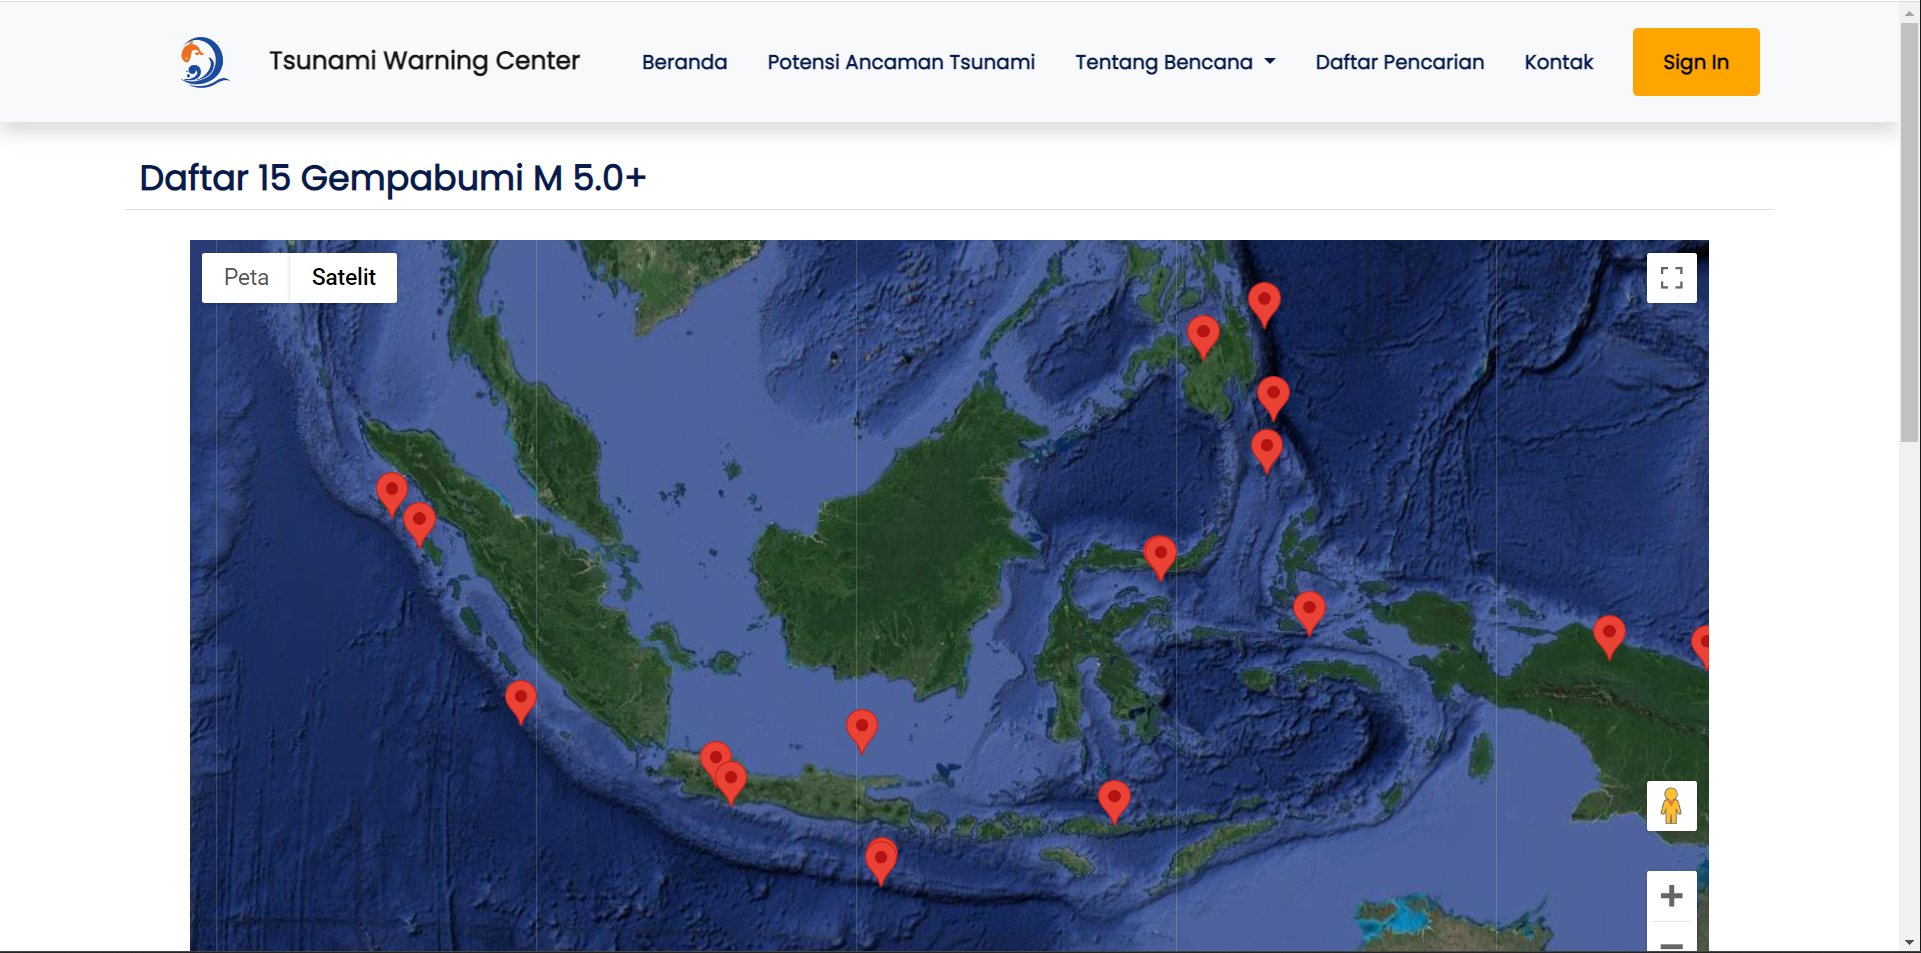 Tsunami Warning Center
Beranda
Potensi Ancaman Tsunami
Tentang Bencana
Daftar Pencarian
Kontak
Sign In
Daftar 15 Gempabumi M 5.0+
Peta
Satelit